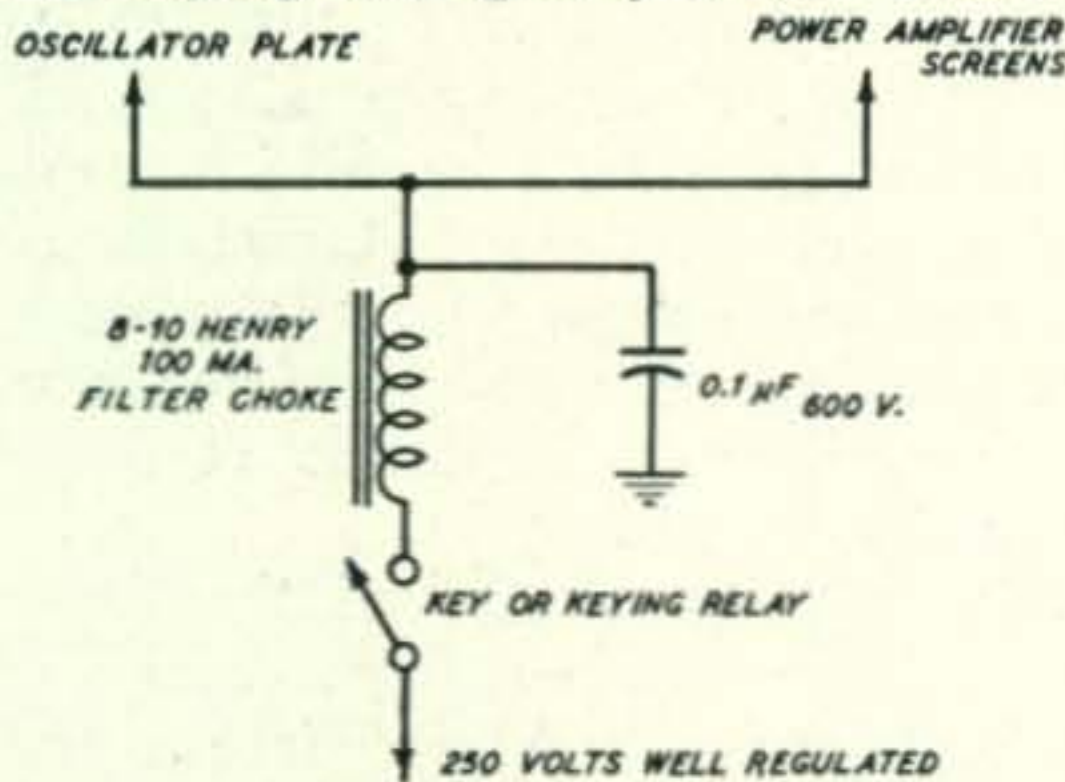 OSCILLATOR PLATE
POWER AMPLIFIER
SCREENS
8-10 HENRY
100 MA.
FILTER CHOKE
0.1 µF 600 V.
KEY OR KEYING RELAY
250 VOLTS WELL REGULATED